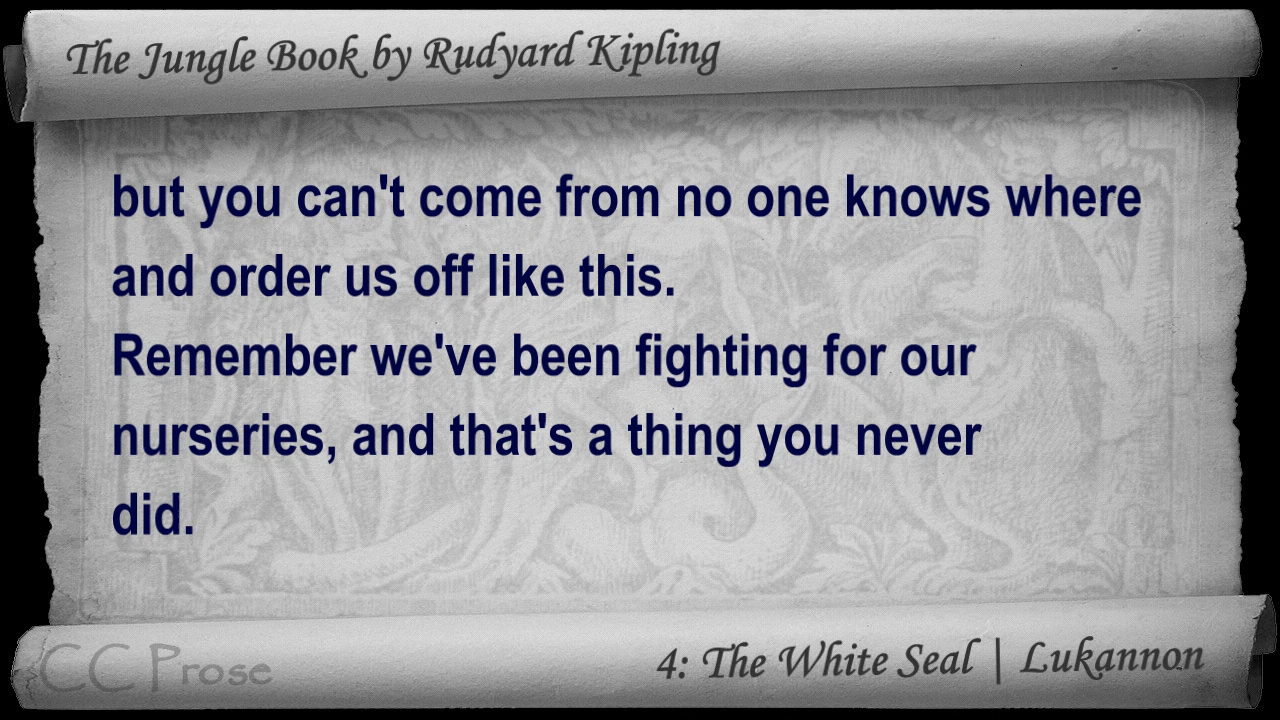 The Jungle Book by Rudyard Kipling
but you can't come from no one knows where
and order us off like this.
Remember we've been fighting for our
nurseries, and that's a thing you never
did.
CC Prose
4: The White Seal | Lukannon